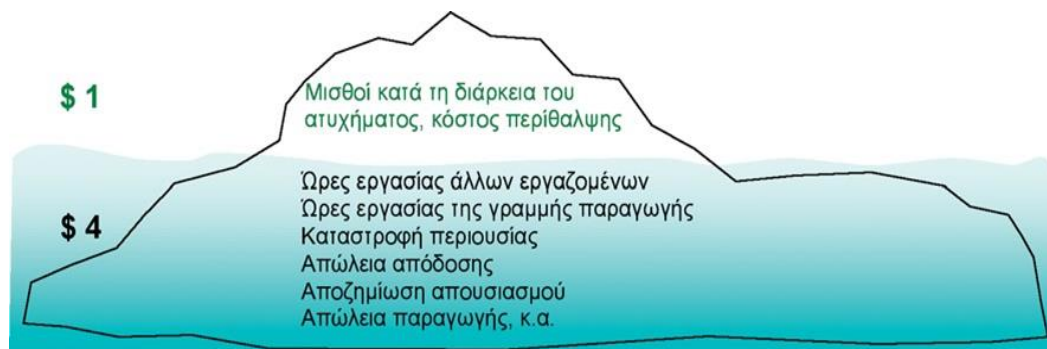 $ 1
Μισθοί κατά τη διάρκεια του
ατυχήματος, κόστος περίθαλψης
$ 4
Ώρες εργασίας άλλων εργαζομένων
Ώρες εργασίας της γραμμής παραγωγής
Καταστροφή περιουσίας
Απώλεια απόδοσης
Αποζημίωση απουσιασμού
Απώλεια παραγωγής, κ.α.